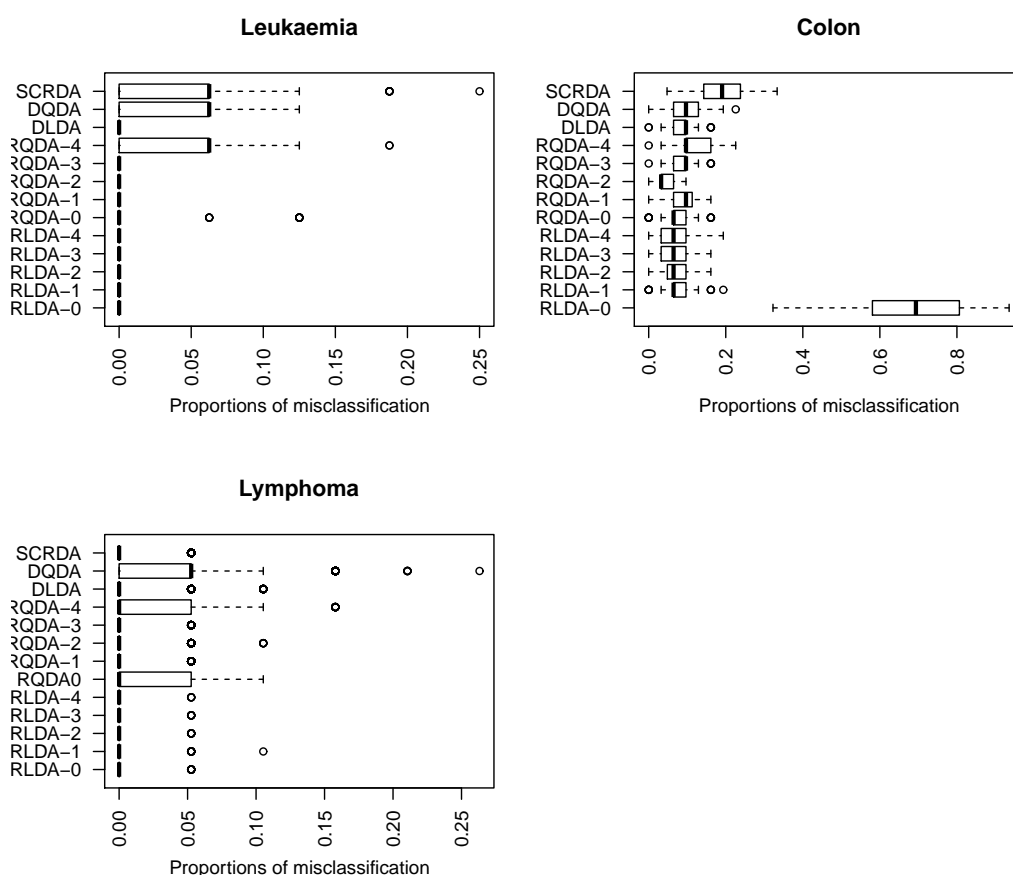 Leukaemia
SCRDA
DQDA
DLDA
RQDA−4
RQDA−3
RQDA−2
RQDA−1
RQDA−0
RLDA−4
RLDA−3
RLDA−2
RLDA−1
RLDA−0
0.00 0.05 0.10 0.15 0.20 0.25
Proportions of misclassification
Colon
SCRDA
DQDA
DLDA
RQDA−4
RQDA−3
RQDA−2
RQDA−1
RQDA−0
RLDA−4
RLDA−3
RLDA−2
RLDA−1
RLDA−0
0.0 0.2 0.4 0.6 0.8
Proportions of misclassification
Lymphoma
SCRDA
DQDA
DLDA
RQDA−4
RQDA−3
RQDA−2
RQDA−1
RQDA0
RLDA−4
RLDA−3
RLDA−2
RLDA−1
RLDA−0
0.00 0.05 0.10 0.15 0.20 0.25
Proportions of misclassification